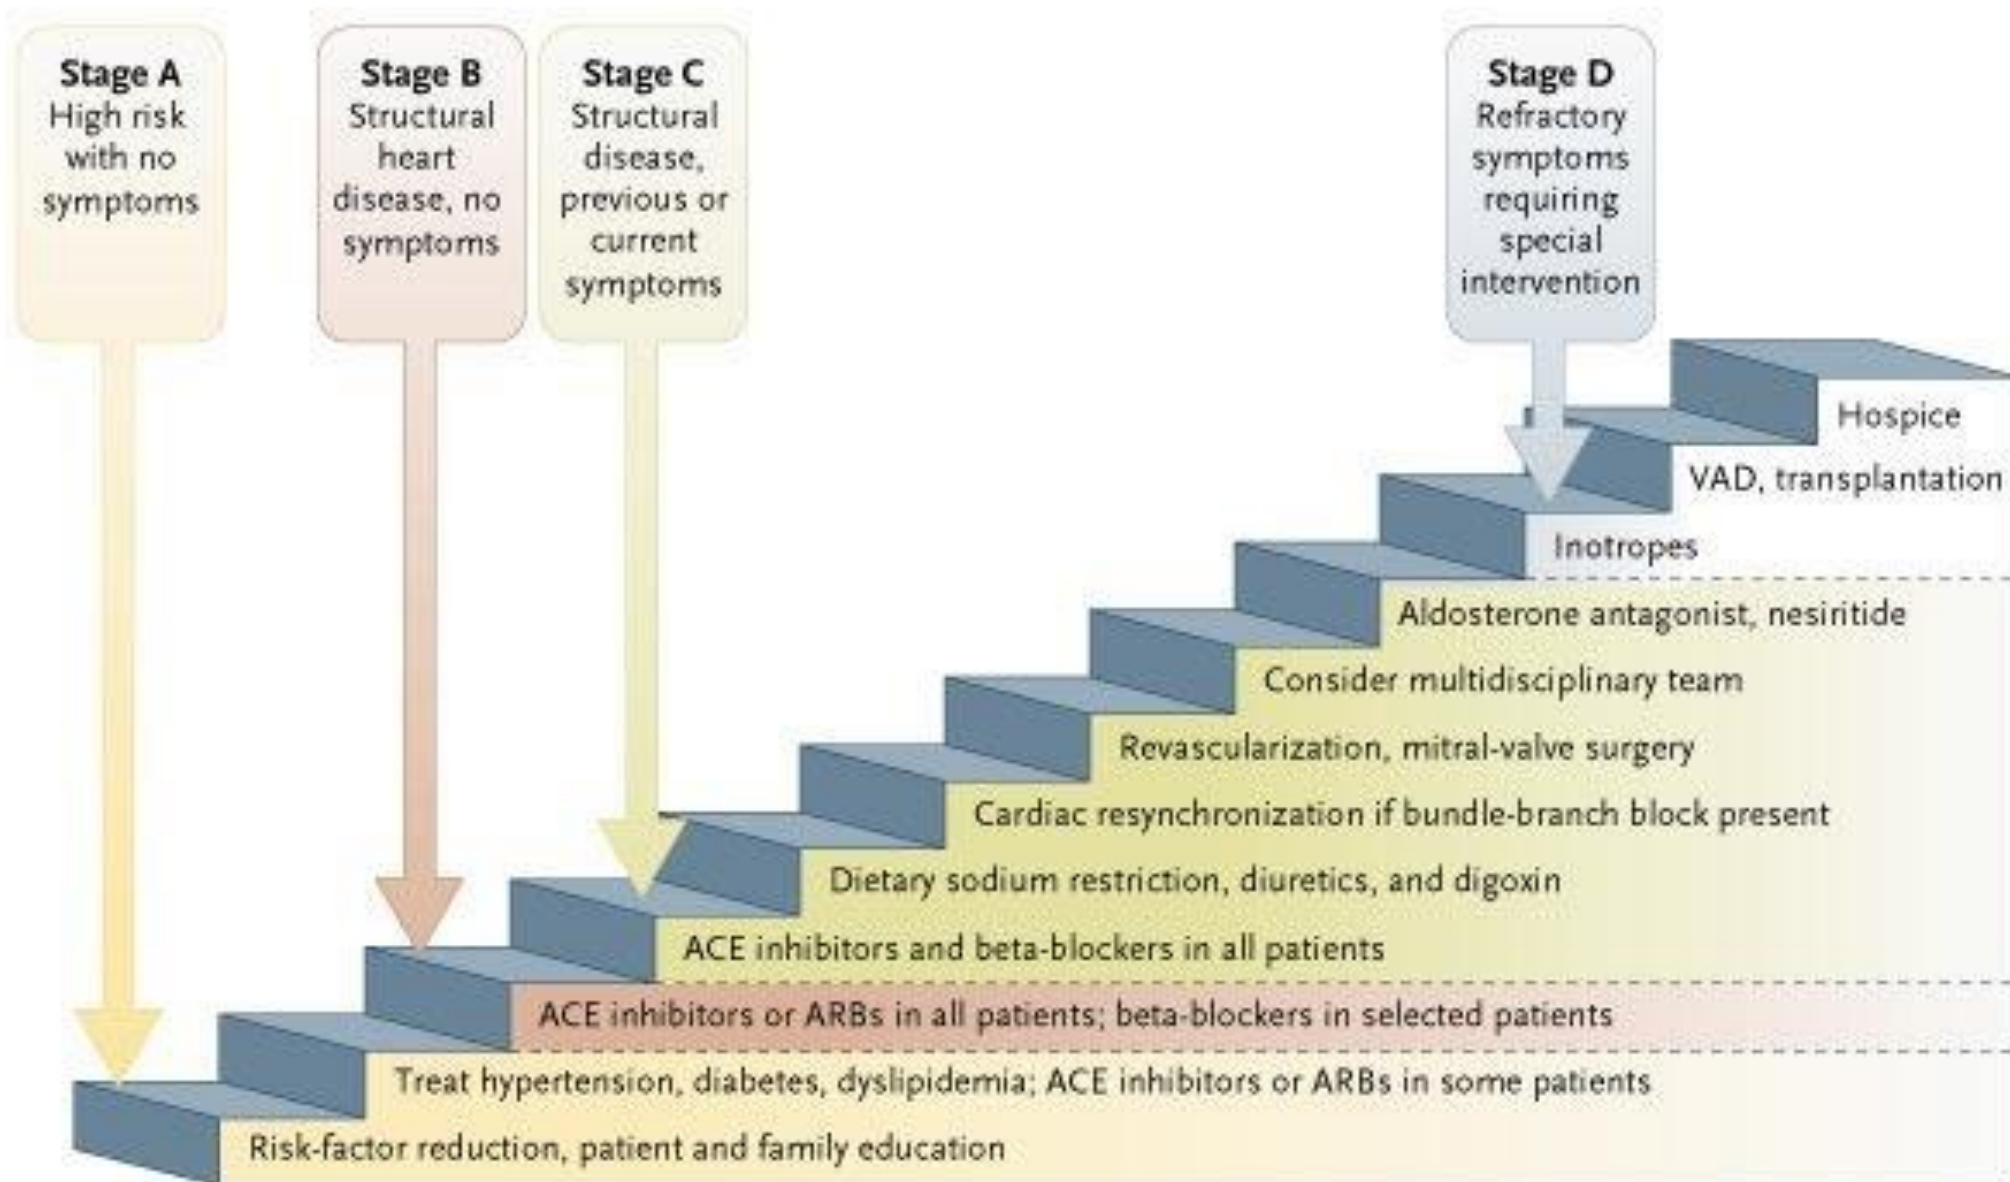 Stage A
High risk
with no
symptoms
Stage B
Structural
heart
disease, no
symptoms
Stage C
Structural
disease,
previous or
current
symptoms
Stage D
Refractory
symptoms
requiring
special
intervention
Hospice
VAD, transplantation
Inotropes
Aldosterone antagonist, nesiritide
Consider multidisciplinary team
Revascularization, mitral-valve surgery
Cardiac resynchronization if bundle-branch block present
Dietary sodium restriction, diuretics, and digoxin
ACE inhibitors and beta-blockers in all patients
ACE inhibitors or ARBs in all patients; beta-blockers in selected patients
Treat hypertension, diabetes, dyslipidemia; ACE inhibitors or ARBs in some patients
Risk-factor reduction, patient and family education